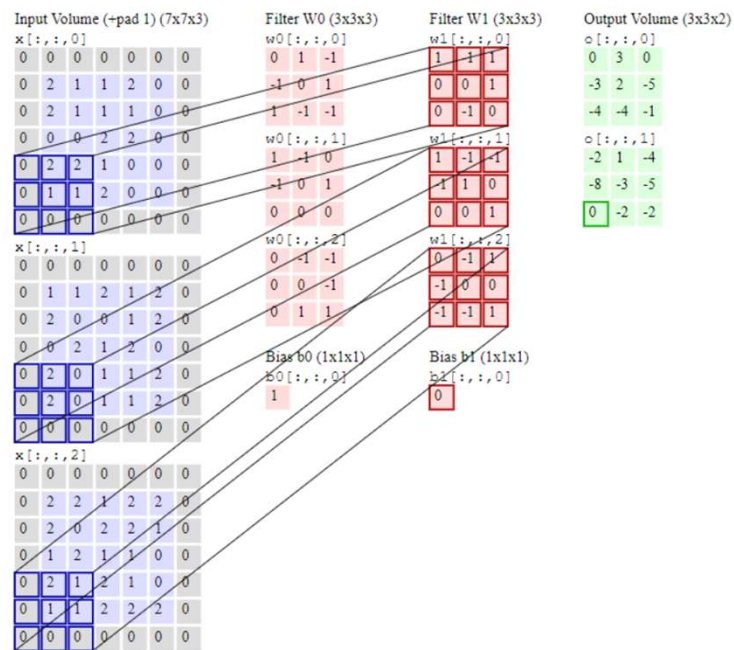 Input Volume (+pad 1) (7x7x3)
x[:,:,0]
0 0 0 0 0 0 0
0 2 1 1 2 0 0
0 2 1 1 1 0 0
0 0 0 2 2 0 0
0 2 2 1 0 0 0
0 1 1 2 0 0 0
0 0 0 0 0 0 0
x[:,:,1]
0 0 0 0 0 0 0
0 1 1 2 1 2 0
0 2 0 0 1 2 0
0 0 2 1 2 0 0
0 2 0 1 1 2 0
0 2 0 1 1 2 0
0 0 0 0 0 0 0
x[:,:,2]
0 0 0 0 0 0 0
0 2 2 1 2 2 0
0 2 0 2 2 1 0
0 1 2 1 1 0 0
0 2 1 2 1 0 0
0 1 1 2 2 2 0
0 0 0 0 0 0 0
Filter W0 (3x3x3)
w0[:,:,0]
0 1 -1
-1 0 1
1 -1 -1
w0[:,:,1]
1 -1 0
-1 0 1
0 0 0
w0[:,:,2]
0 -1 -1
0 0 -1
0 1 1
Bias b0 (1x1x1)
b0[:,:,0]
1
Filter W1 (3x3x3)
w1[:,:,0]
1 -1 1
0 0 1
0 -1 0
w1[:,:,1]
1 -1 -1
-1 1 0
0 0 1
w1[:,:,2]
0 -1 1
-1 0 0
-1 -1 1
Bias b1 (1x1x1)
b1[:,:,0]
0
Output Volume (3x3x2)
o[:,:,0]
0 3 0
-3 2 -5
-4 -4 -1
o[:,:,1]
-2 1 -4
-8 -3 -5
0 -2 -2